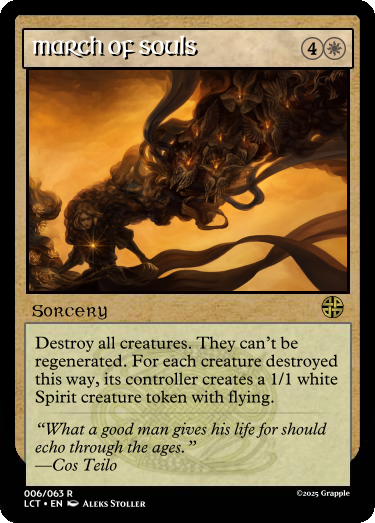 March of Souls 4
Sorcery
Destroy all creatures. They can't be
regenerated. For each creature destroyed
this way, its controller creates a 1/1 white
Spirit creature token with flying.
“What a good man gives his life for should
echo through the ages.”
—Cos Teilo
006/063 R
LCT • EN Aleks Stoller
©2025 Grapple